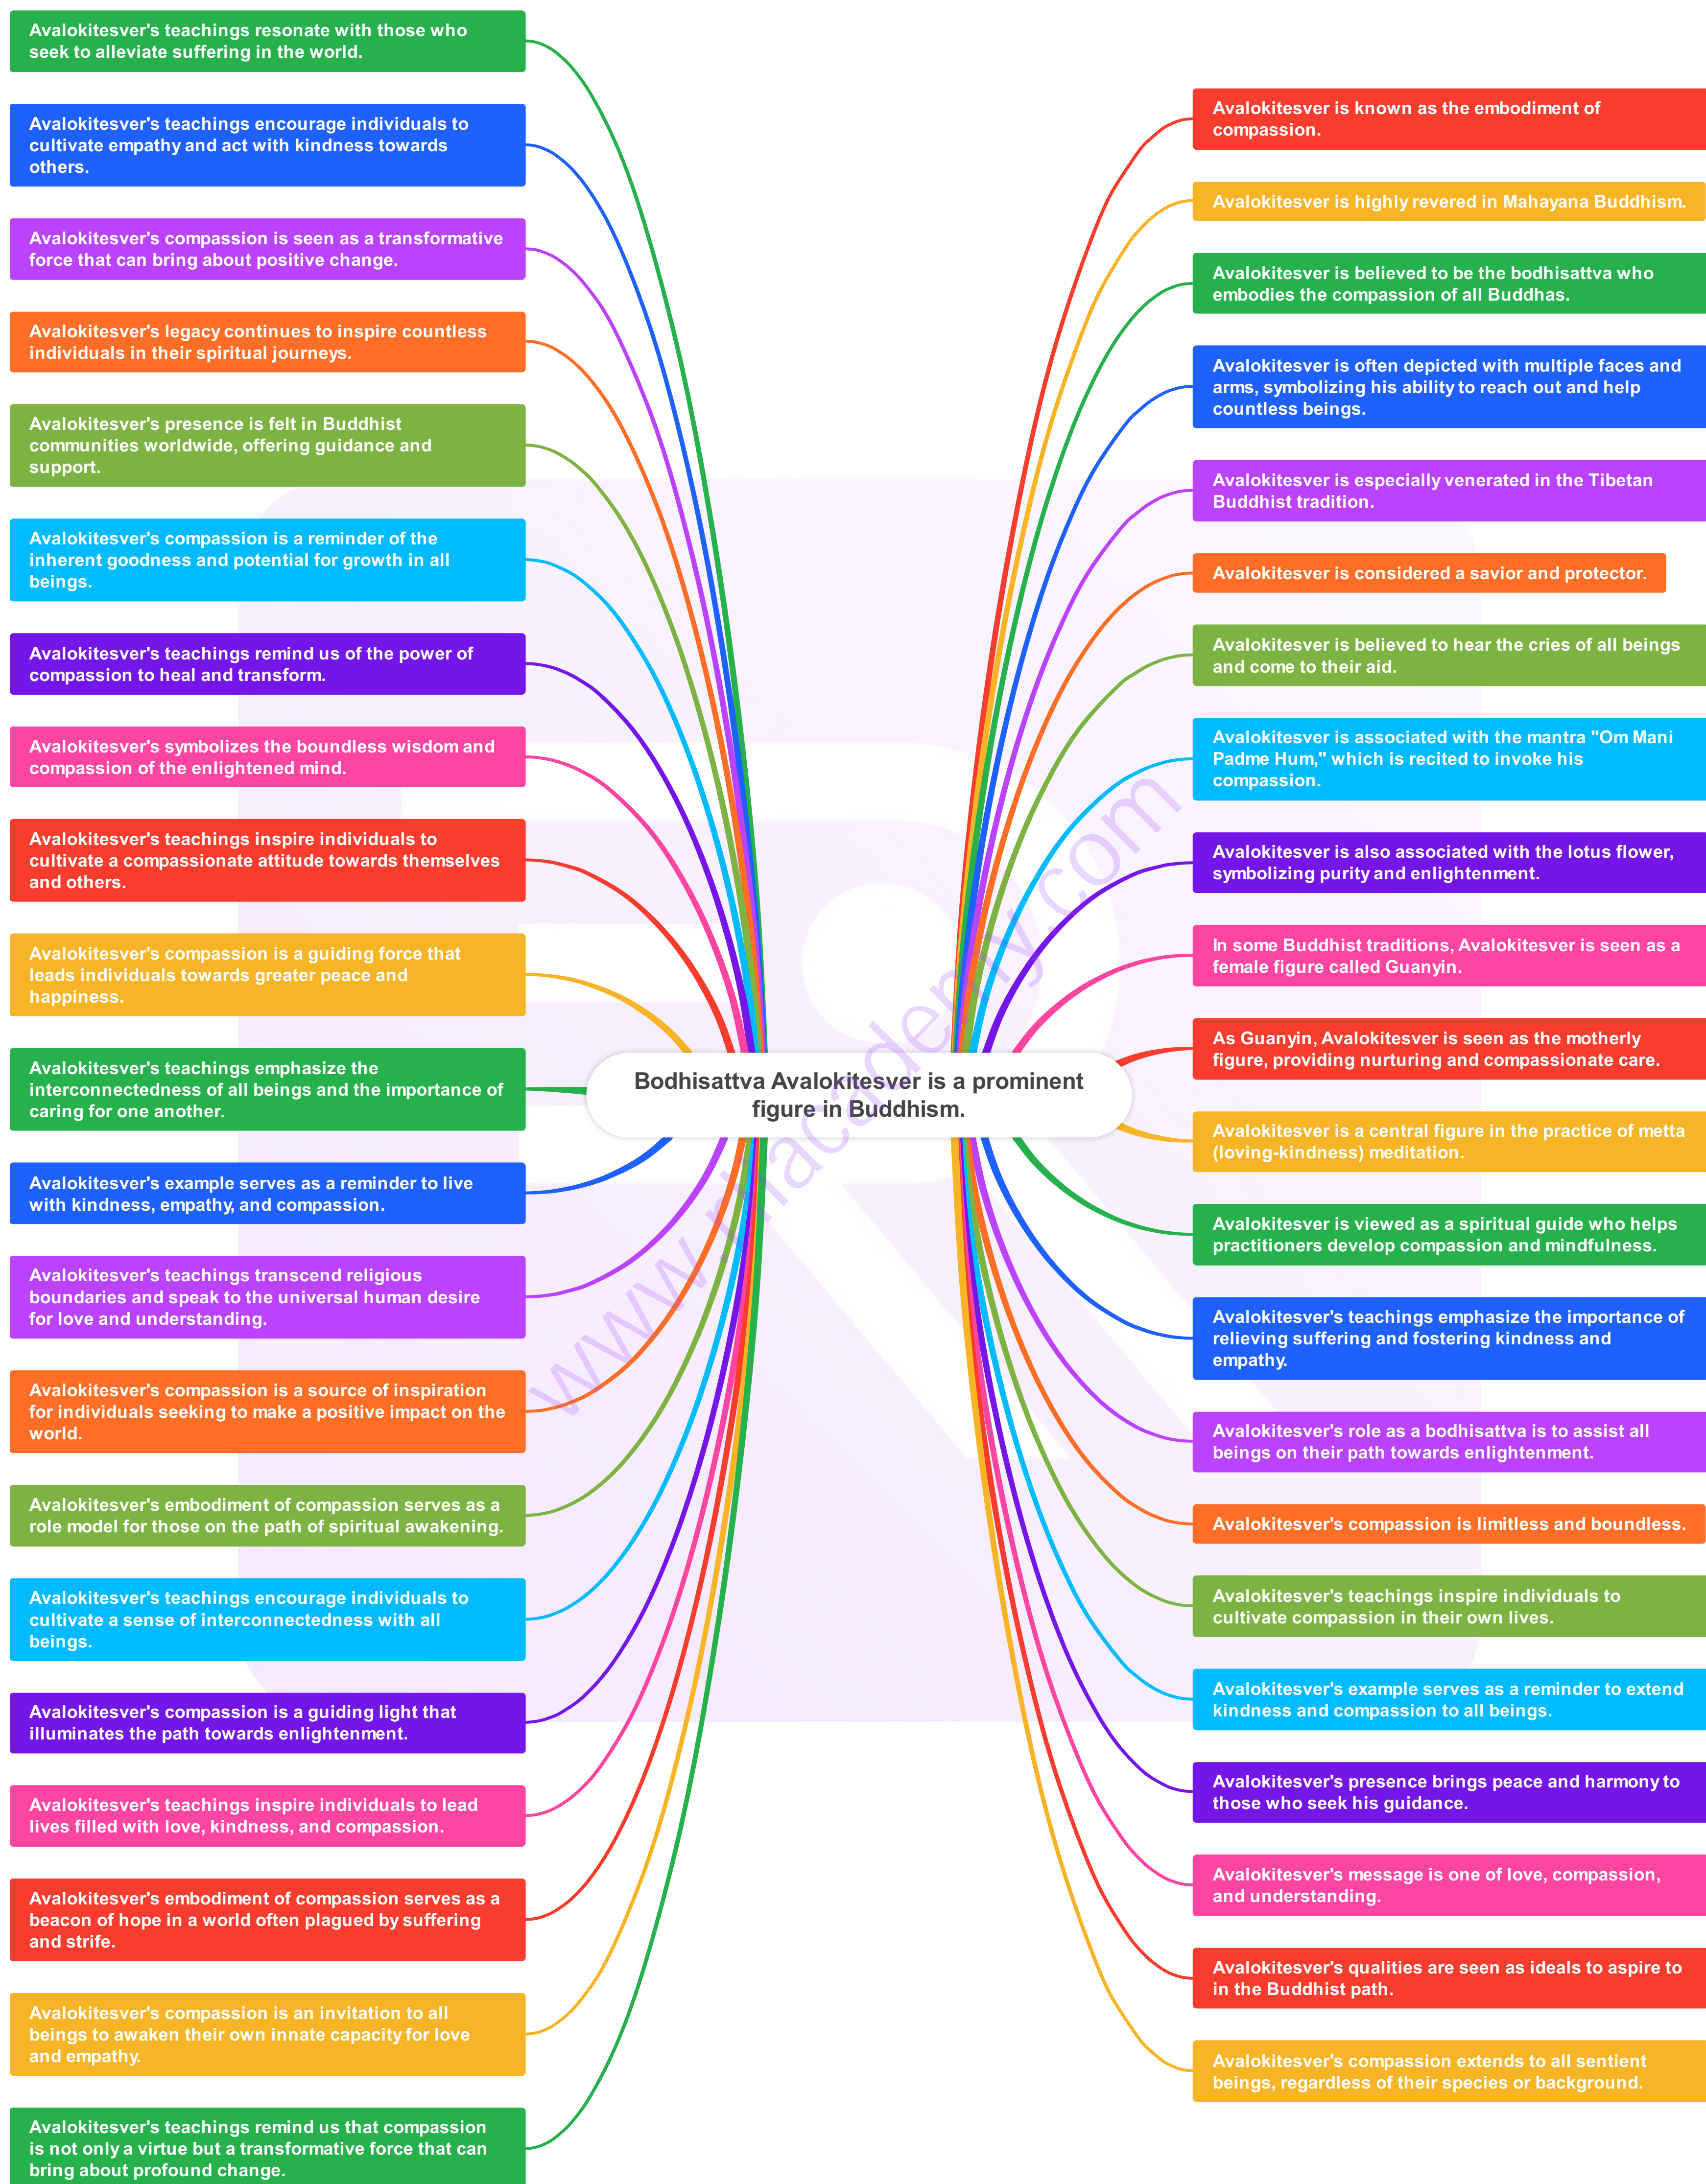 Avalokitesver's teachings resonate with those who
seek to alleviate suffering in the world.
Avalokitesver's teachings encourage individuals to
cultivate empathy and act with kindness towards
others.
Avalokitesver's compassion is seen as a transformative
force that can bring about positive change.
Avalokitesver's legacy continues to inspire countless
individuals in their spiritual journeys.
Avalokitesver's presence is felt in Buddhist
communities worldwide, offering guidance and
support.
Avalokitesver's compassion is a reminder of the
inherent goodness and potential for growth in all
beings.
Avalokitesver's teachings remind us of the power of
compassion to heal and transform.
Avalokitesver's symbolizes the boundless wisdom and
compassion of the enlightened mind.
Avalokitesver's teachings inspire individuals to
cultivate a compassionate attitude towards themselves
and others.
Avalokitesver's compassion is a guiding force that
leads individuals towards greater peace and
happiness.
Avalokitesver's teachings emphasize the
interconnectedness of all beings and the importance of
caring for one another.
Avalokitesver's example serves as a reminder to live
with kindness, empathy, and compassion.
Avalokitesver's teachings transcend religious
boundaries and speak to the universal human desire
for love and understanding.
Avalokitesver's compassion is a source of inspiration
for individuals seeking to make a positive impact on the
world.
Avalokitesver's embodiment of compassion serves as a
role model for those on the path of spiritual awakening.
Avalokitesver's teachings encourage individuals to
cultivate a sense of interconnectedness with all
beings.
Avalokitesver's compassion is a guiding light that
illuminates the path towards enlightenment.
Avalokitesver's teachings inspire individuals to lead
lives filled with love, kindness, and compassion.
Avalokitesver's embodiment of compassion serves as a
beacon of hope in a world often plagued by suffering
and strife.
Avalokitesver's compassion is an invitation to all
beings to awaken their own innate capacity for love
and empathy.
Avalokitesver's teachings remind us that compassion
is not only a virtue but a transformative force that can
bring about profound change.
Bodhisattva Avalokitesver is a prominent
figure in Buddhism.
Avalokitesver is known as the embodiment of
compassion.
Avalokitesver is highly revered in Mahayana Buddhism.
Avalokitesver is believed to be the bodhisattva who
embodies the compassion of all Buddhas.
Avalokitesver is often depicted with multiple faces and
arms, symbolizing his ability to reach out and help
countless beings.
Avalokitesver is especially venerated in the Tibetan
Buddhist tradition.
Avalokitesver is considered a savior and protector.
Avalokitesver is believed to hear the cries of all beings
and come to their aid.
Avalokitesver is associated with the mantra "Om Mani
Padme Hum," which is recited to invoke his
compassion.
Avalokitesver is also associated with the lotus flower,
symbolizing purity and enlightenment.
In some Buddhist traditions, Avalokitesver is seen as a
female figure called Guanyin.
As Guanyin, Avalokitesver is seen as the motherly
figure, providing nurturing and compassionate care.
Avalokitesver is a central figure in the practice of metta
(loving-kindness) meditation.
Avalokitesver is viewed as a spiritual guide who helps
practitioners develop compassion and mindfulness.
Avalokitesver's teachings emphasize the importance of
relieving suffering and fostering kindness and
empathy.
Avalokitesver's role as a bodhisattva is to assist all
beings on their path towards enlightenment.
Avalokitesver's compassion is limitless and boundless.
Avalokitesver's teachings inspire individuals to
cultivate compassion in their own lives.
Avalokitesver's example serves as a reminder to extend
kindness and compassion to all beings.
Avalokitesver's presence brings peace and harmony to
those who seek his guidance.
Avalokitesver's message is one of love, compassion,
and understanding.
Avalokitesver's qualities are seen as ideals to aspire to
in the Buddhist path.
Avalokitesver's compassion extends to all sentient
beings, regardless of their species or background.